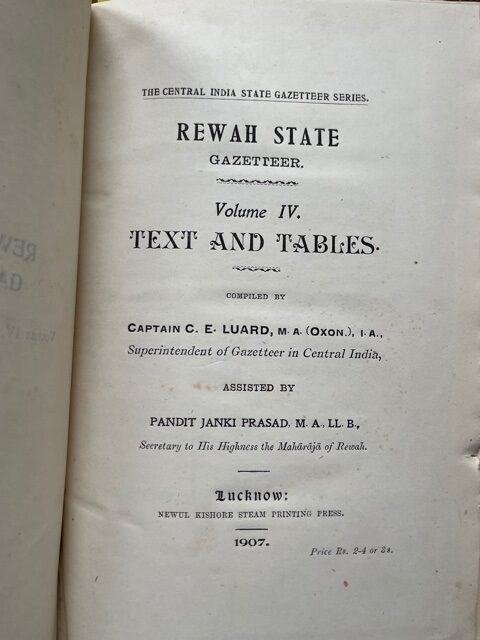 THE CENTRAL INDIA STATE GAZETTEER SERIES.
REWAH STATE
GAZETTEER.
Volume IV.
TEXT AND TABLES.
COMPILED BY
CAPTAIN C. E. LUARD, M. A. (OXON.), I. A.,
Superintendent of Gazetteer in Central India,
ASSISTED BY
PANDIT JANKI PRASAD, M. A., LL. B.,
Secretary to His Highness the Mahārājā of Rewah.
Lucknow:
NEWUL KISHORE STEAM PRINTING PRESS.
1907.
Price Rs. 2-4 or 3s.